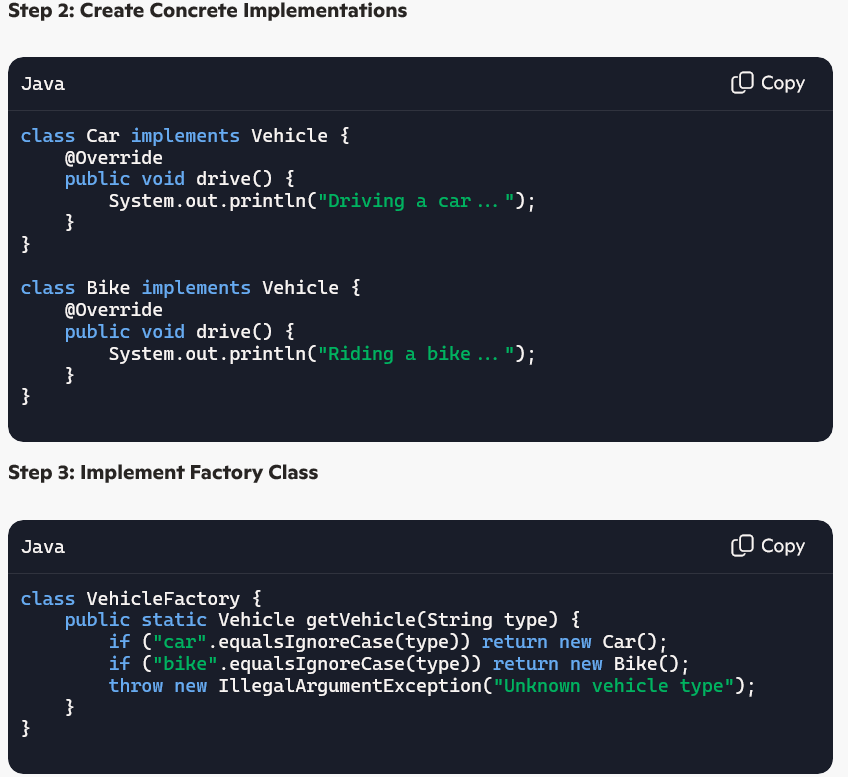 Step 2: Create Concrete Implementations
Java
Copy
class Car implements Vehicle {
    @Override
    public void drive() {
        System.out.println("Driving a car...");
    }
}

class Bike implements Vehicle {
    @Override
    public void drive() {
        System.out.println("Riding a bike...");
    }
}
Step 3: Implement Factory Class
Java
Copy
class VehicleFactory {
    public static Vehicle getVehicle(String type) {
        if ("car".equalsIgnoreCase(type)) return new Car();
        if ("bike".equalsIgnoreCase(type)) return new Bike();
        throw new IllegalArgumentException("Unknown vehicle type");
    }
}